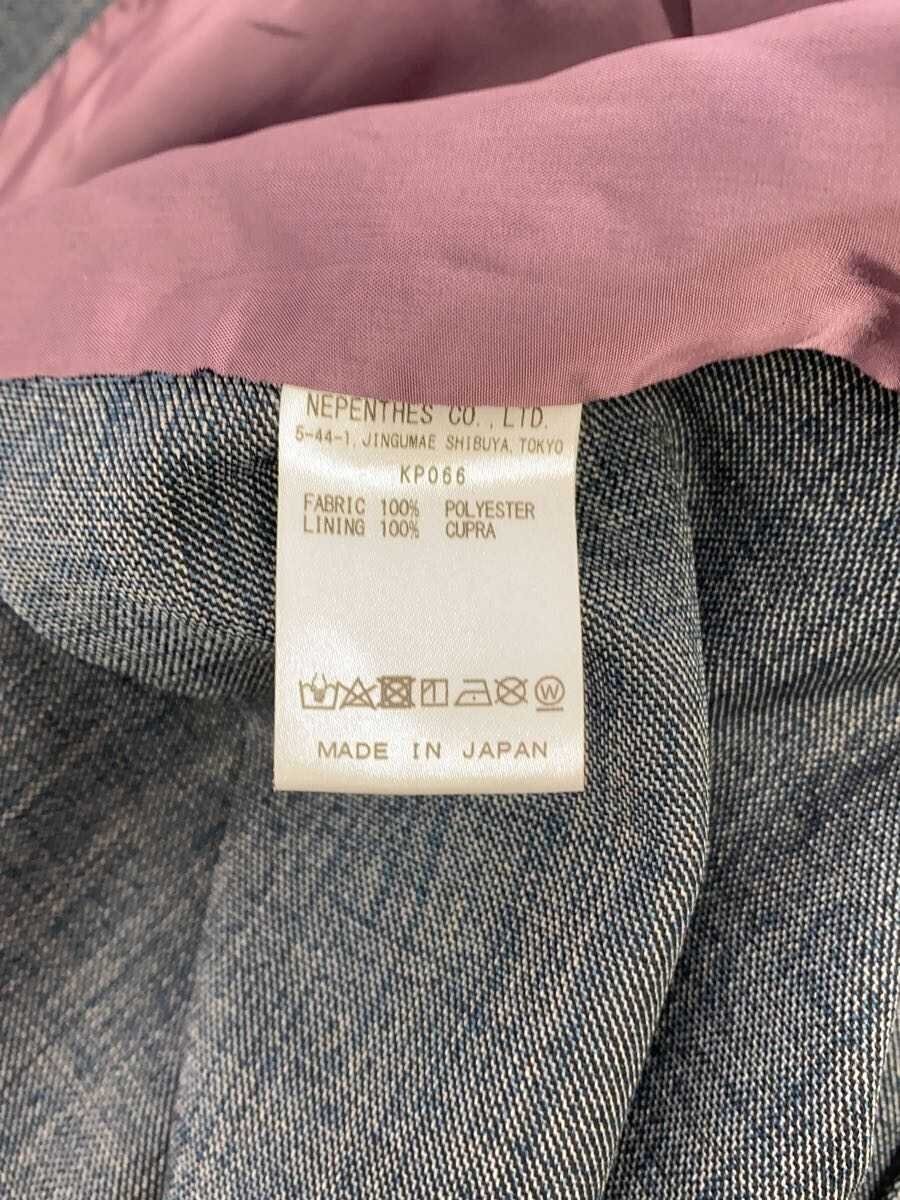 NEPENTHES CO., LTD.
5-44-1, JINGUMAE SHIBUYA, TOKYO
KP066
FABRIC 100% POLYESTER
LINING 100% CUPRA
W
MADE IN JAPAN